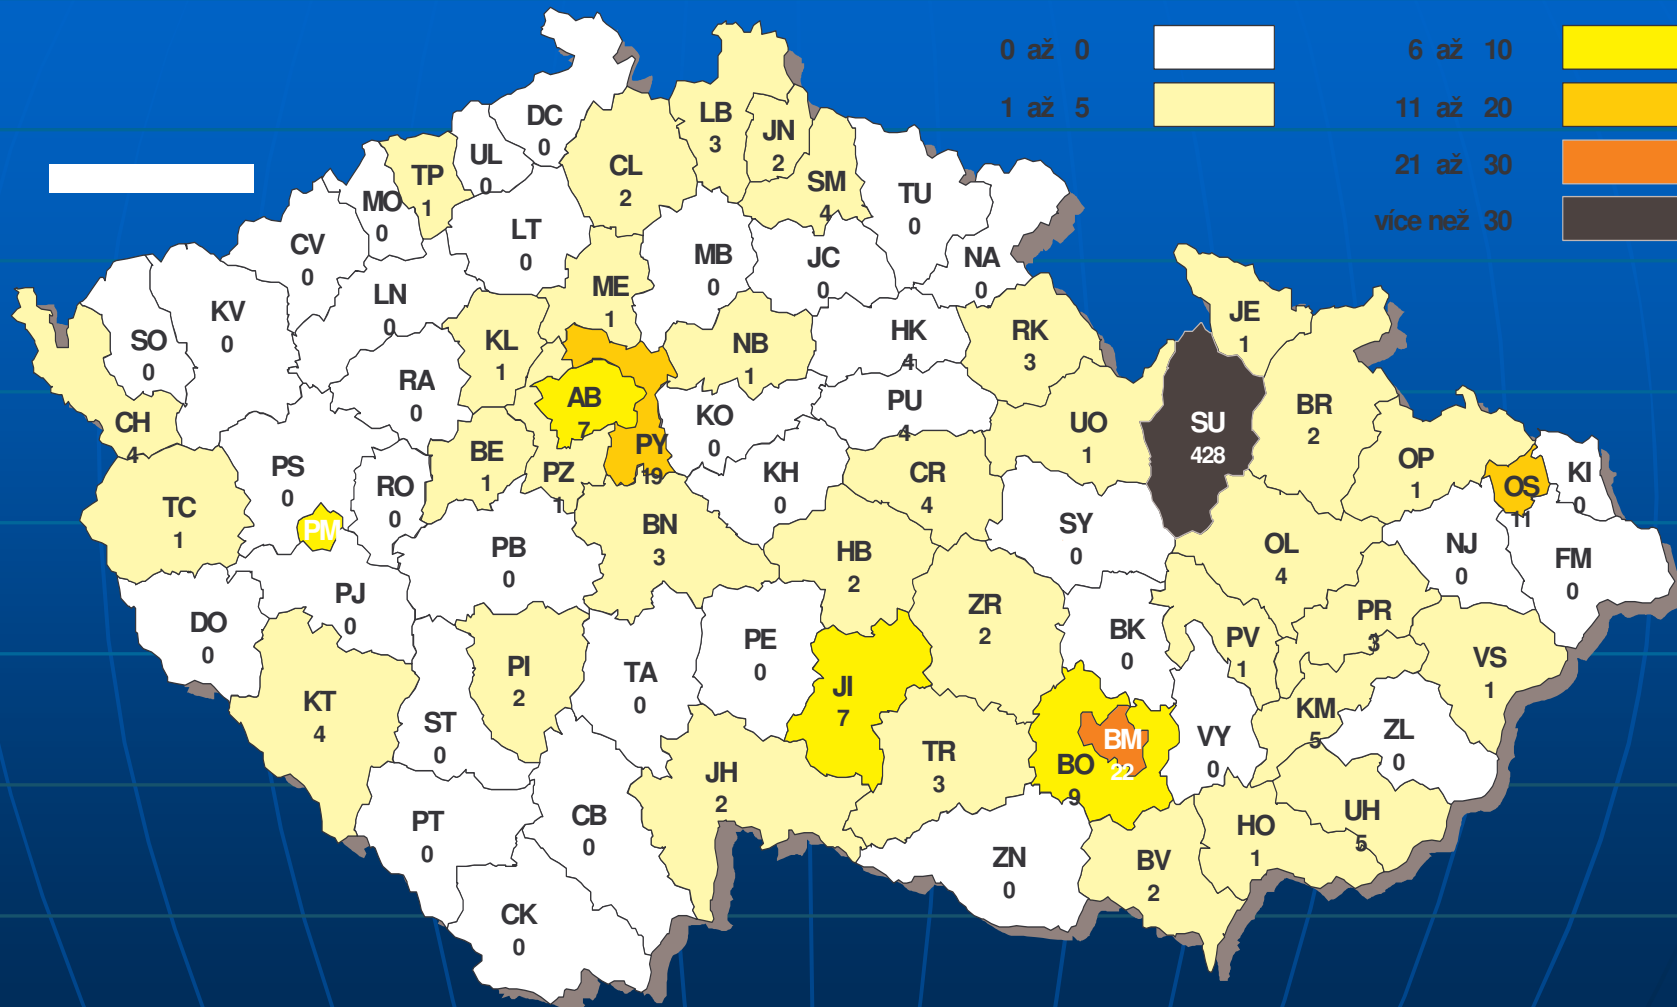 0 až 0
6 až 10
1 až 5
11 až 20
21 až 30
více než 30
DC
0
LB
3
JN
2
UL
0
TP
1
CL
2
SM
4
TU
0
MO
0
LT
0
CV
0
MB
0
JC
0
NA
0
ME
1
LN
0
KV
0
SO
0
KL
1
NB
1
HK
4
RK
3
JE
1
RA
0
AB
7
KO
0
PU
4
UO
1
SU
428
BR
2
CH
4
PY
19
BE
1
PZ
1
KH
0
CR
4
OP
1
OS
11
KI
0
PS
0
RO
0
TC
1
PM
BN
3
SY
0
PB
0
HB
2
OL
4
NJ
0
FM
0
PJ
0
DO
0
ZR
2
PE
0
BK
0
PV
1
PR
3
VS
1
PI
2
TA
0
JI
7
KT
4
ST
0
KM
5
ZL
0
VY
0
BM
22
BO
9
TR
3
JH
2
PT
0
CB
0
HO
1
UH
5
ZN
0
BV
2
CK
0